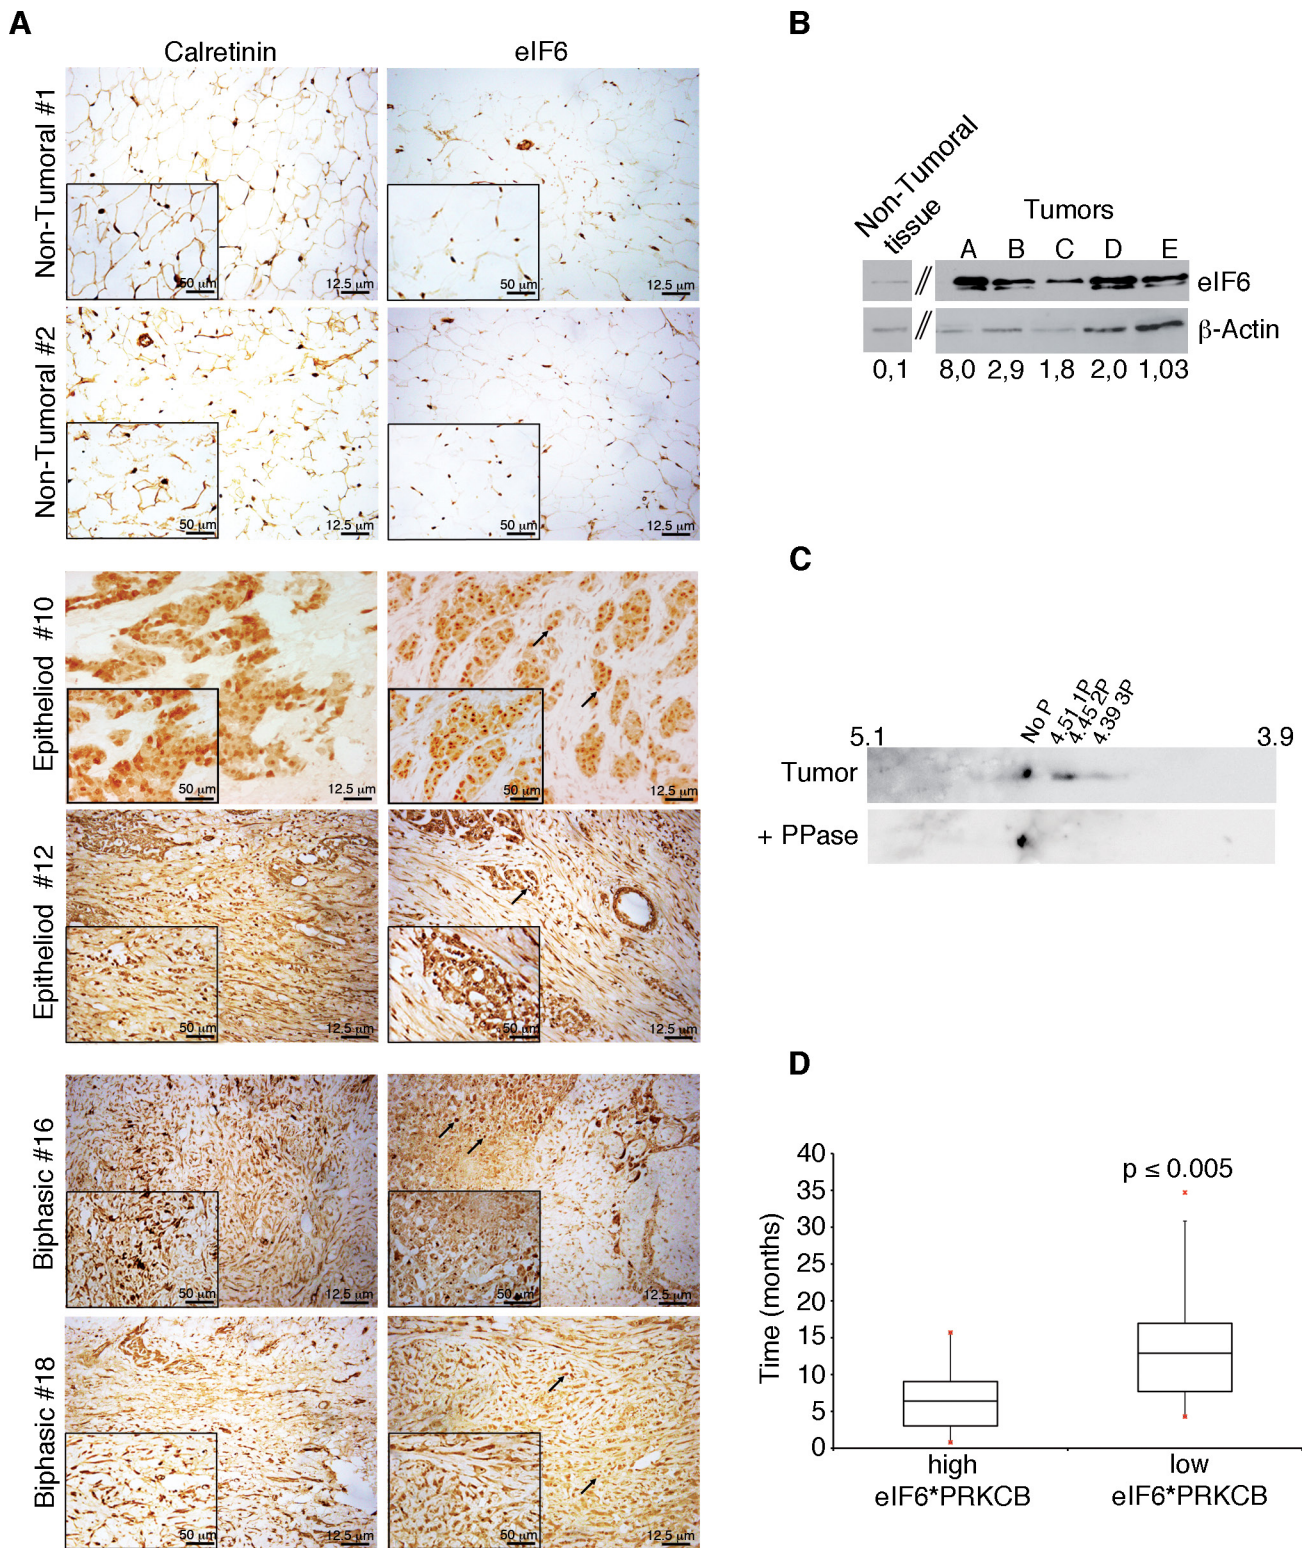 A
Calretinin eIF6
Non-Tumoral #1
50 µm 12.5 µm 50 µm 12.5 µm
Non-Tumoral #2
50 µm 12.5 µm 50 µm 12.5 µm
Epitheliod #10
50 µm 12.5 µm 50 µm 12.5 µm
Epitheliod #12
50 µm 12.5 µm 50 µm 12.5 µm
Biphasic #16
50 µm 12.5 µm 50 µm 12.5 µm
Biphasic #18
50 µm 12.5 µm 50 µm 12.5 µm
B
Non-Tumoral
tissue
Tumors
A B C D E
// eIF6
// β-Actin
0,1 8,0 2,9 1,8 2,0 1,03
C
5.1 No P 4.51 1P 4.45 2P 4.39 3P 3.9
Tumor
+ PPase
D
Time (months)
40
35
30
25
20
15
10
5
0
p ≤ 0.005
high low
eIF6*PRKCB eIF6*PRKCB